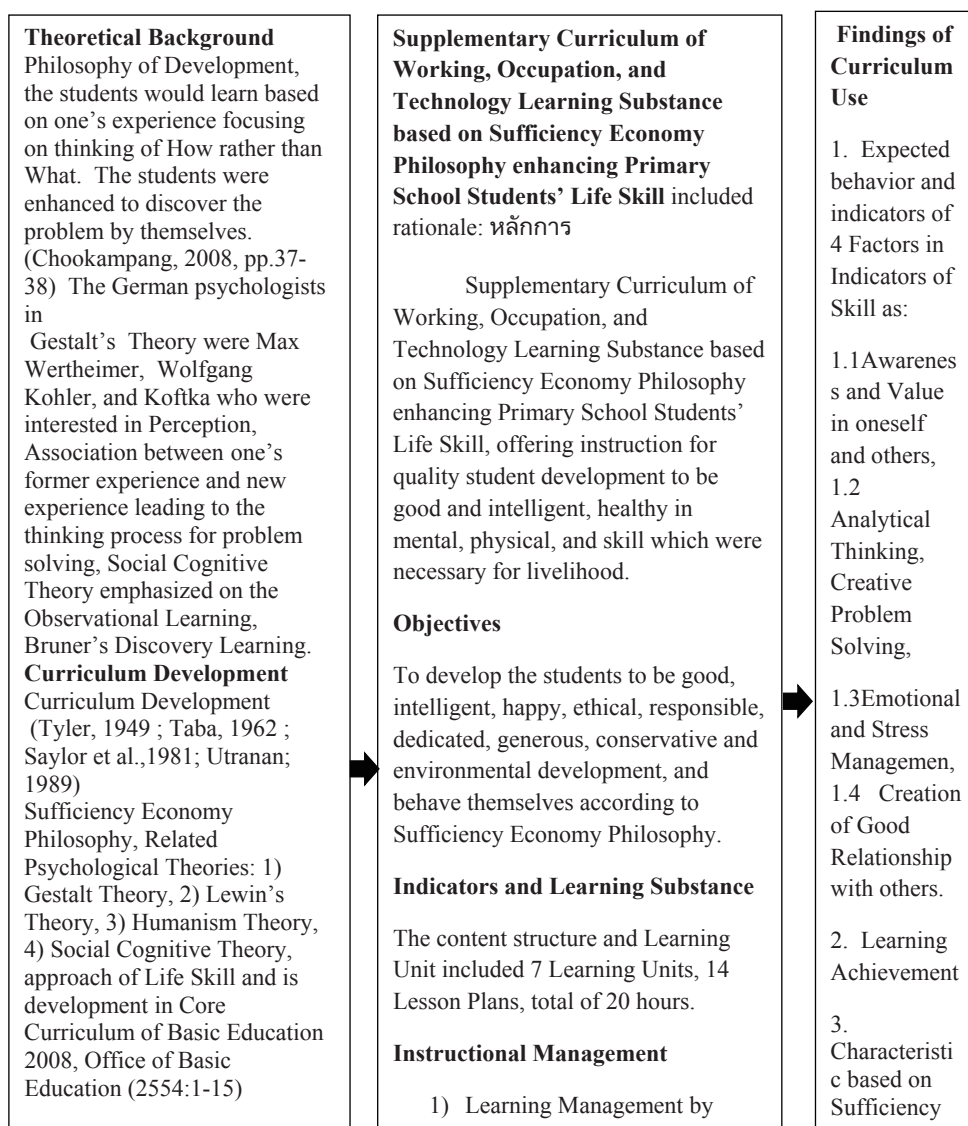 Theoretical Background
Philosophy of Development,
the students would learn based
on one’s experience focusing
on thinking of How rather than
What. The students were
enhanced to discover the
problem by themselves.
(Chookampang, 2008, pp.37-
38) The German psychologists
in
Gestalt’s Theory were Max
Wertheimer, Wolfgang
Kohler, and Koftka who were
interested in Perception,
Association between one’s
former experience and new
experience leading to the
thinking process for problem
solving, Social Cognitive
Theory emphasized on the
Observational Learning,
Bruner’s Discovery Learning.
Curriculum Development
Curriculum Development
(Tyler, 1949 ; Taba, 1962 ;
Saylor et al.,1981; Utranan;
1989)
Sufficiency Economy
Philosophy, Related
Psychological Theories: 1)
Gestalt Theory, 2) Lewin’s
Theory, 3) Humanism Theory,
4) Social Cognitive Theory,
approach of Life Skill and is
development in Core
Curriculum of Basic Education
2008, Office of Basic
Education (2554:1-15)
Supplementary Curriculum of
Working, Occupation, and
Technology Learning Substance
based on Sufficiency Economy
Philosophy enhancing Primary
School Students’ Life Skill included
rationale: หลักการ
Supplementary Curriculum of
Working, Occupation, and
Technology Learning Substance based
on Sufficiency Economy Philosophy
enhancing Primary School Students’
Life Skill, offering instruction for
quality student development to be
good and intelligent, healthy in
mental, physical, and skill which were
necessary for livelihood.
Objectives
To develop the students to be good,
intelligent, happy, ethical, responsible,
dedicated, generous, conservative and
environmental development, and
behave themselves according to
Sufficiency Economy Philosophy.
Indicators and Learning Substance
The content structure and Learning
Unit included 7 Learning Units, 14
Lesson Plans, total of 20 hours.
Instructional Management
1) Learning Management by
Findings of
Curriculum
Use
1. Expected
behavior and
indicators of
4 Factors in
Indicators of
Skill as:
1.1Awarenes
s and Value
in oneself
and others,
1.2
Analytical
Thinking,
Creative
Problem
Solving,
1.3Emotional
and Stress
Managemen,
1.4 Creation
of Good
Relationship
with others.
2. Learning
Achievement
3.
Characteristi
c based on
Sufficiency